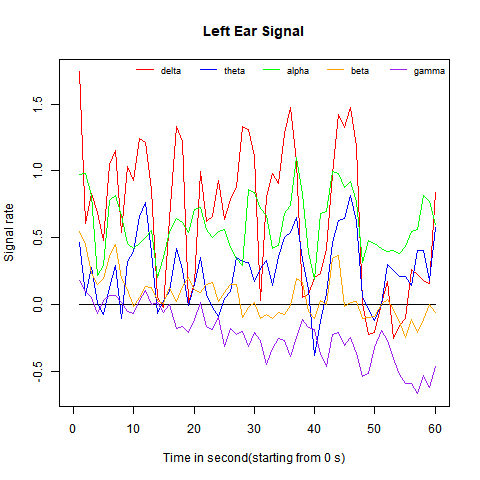 Left Ear Signal
delta theta alpha beta gamma
Signal rate
1.5
1.0
0.5
0.0
-0.5
0 10 20 30 40 50 60
Time in second(starting from 0 s)